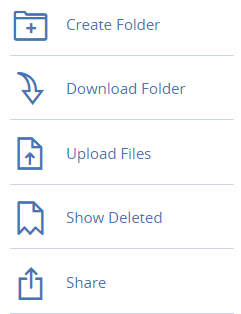 Create Folder
Download Folder
Upload Files
Show Deleted
Share